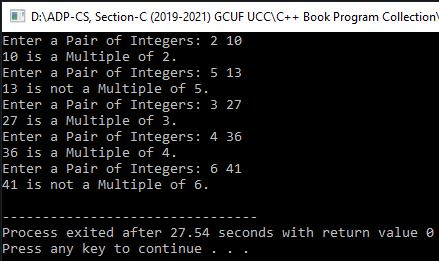 D:\ADP-CS, Section-C (2019-2021) GCUF UCC\C++ Book Program Collection\
Enter a Pair of Integers: 2 10
10 is a Multiple of 2.
Enter a Pair of Integers: 5 13
13 is not a Multiple of 5.
Enter a Pair of Integers: 3 27
27 is a Multiple of 3.
Enter a Pair of Integers: 4 36
36 is a Multiple of 4.
Enter a Pair of Integers: 6 41
41 is not a Multiple of 6.
--------------------------------
Process exited after 27.54 seconds with return value 0
Press any key to continue . . .